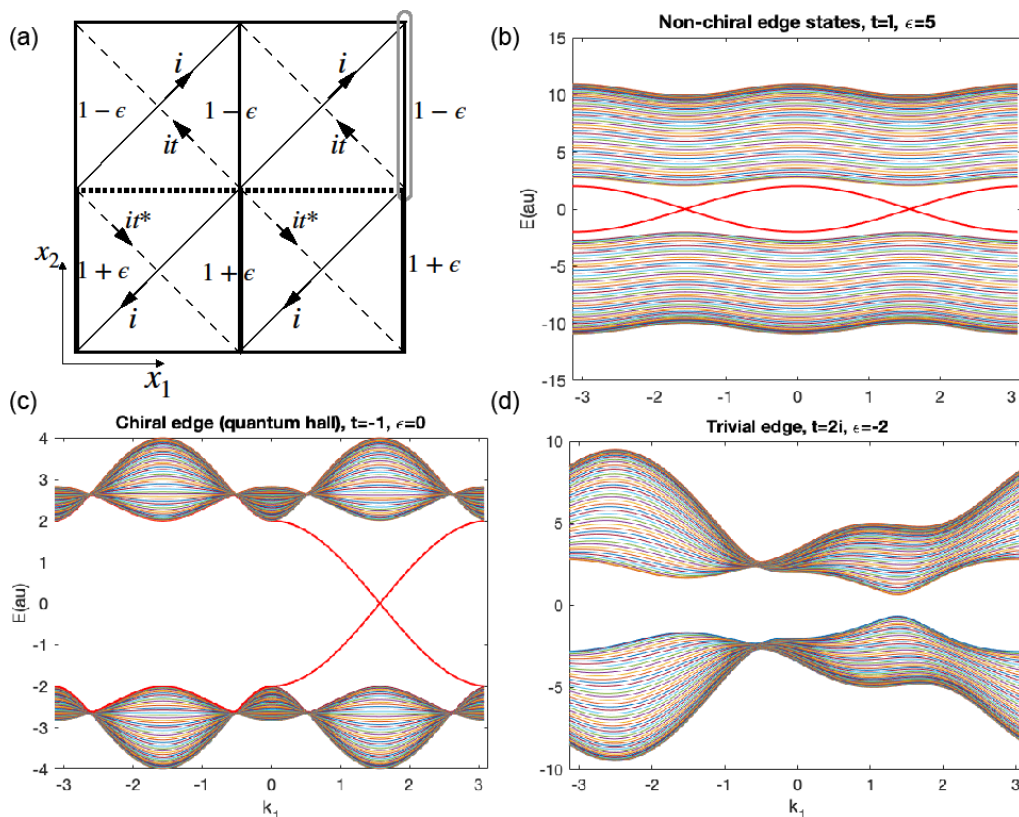 (a)
i
i
1 − ϵ
1 − ϵ
1 − ϵ
it
it
it*
it*
x₂
1 + ϵ
1 + ϵ
1 + ϵ
i
i
x₁
(b)
Non-chiral edge states, t=1, ϵ=5
15
10
5
0
-5
-10
-15
E(au)
-3 -2 -1 0 1 2 3
(c)
Chiral edge (quantum hall), t=-1, ϵ=0
4
3
2
1
0
-1
-2
-3
-4
E(au)
-3 -2 -1 0 1 2 3
k₁
(d)
Trivial edge, t=2i, ϵ=-2
10
5
0
-5
-10
E(au)
-3 -2 -1 0 1 2 3
k₁